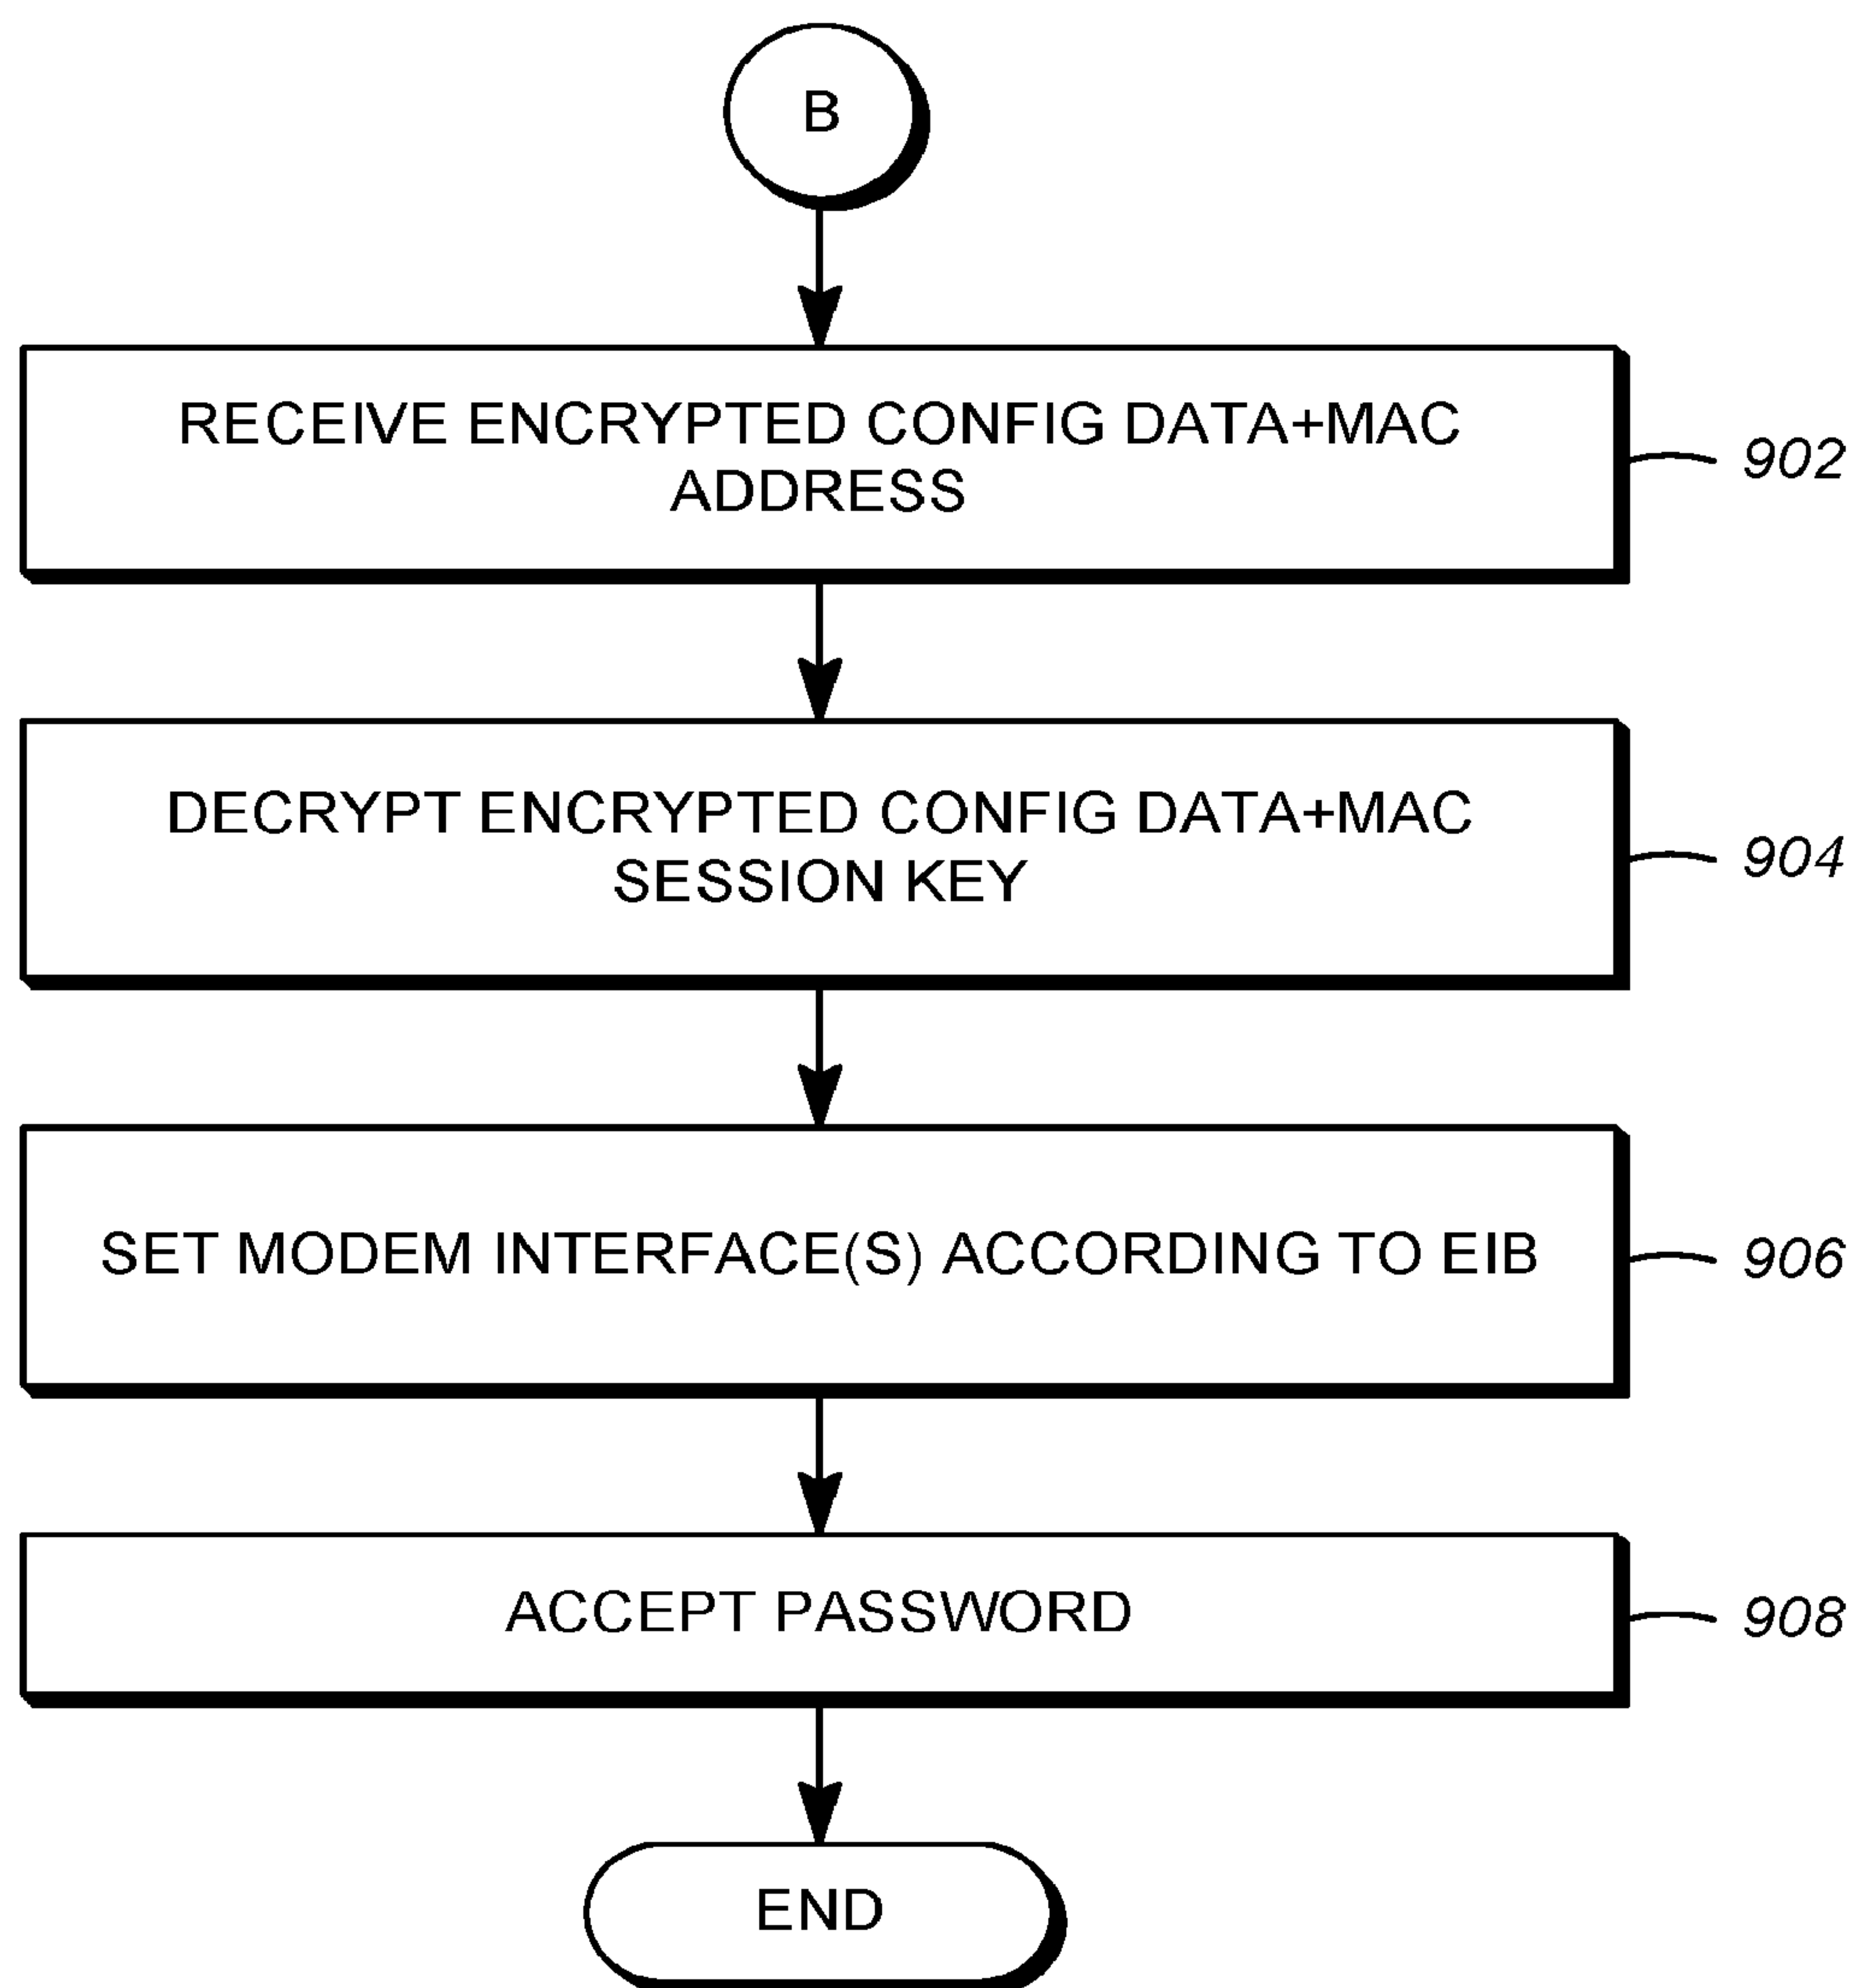 B
RECEIVE ENCRYPTED CONFIG DATA+MAC
ADDRESS
902
DECRYPT ENCRYPTED CONFIG DATA+MAC
SESSION KEY
904
SET MODEM INTERFACE(S) ACCORDING TO EIB
906
ACCEPT PASSWORD
908
END